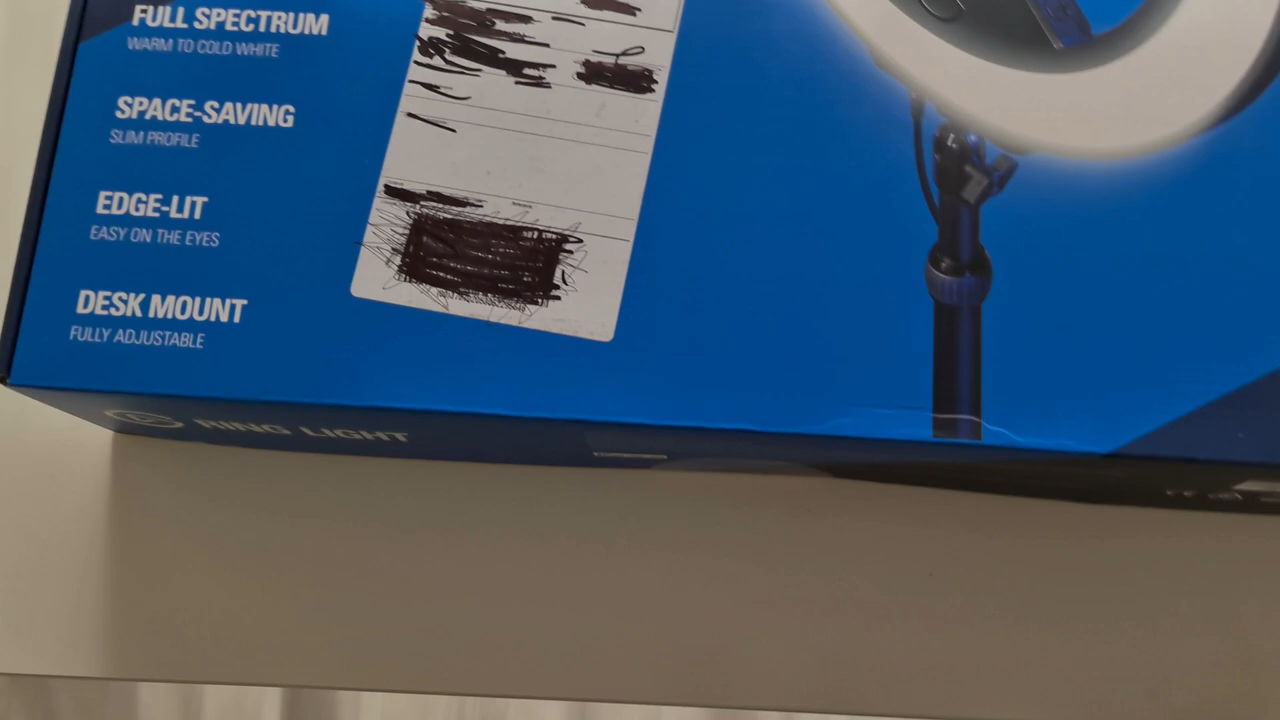 FULL SPECTRUM
WARM TO COLD WHITE
SPACE-SAVING
SLIM PROFILE
EDGE-LIT
EASY ON THE EYES
DESK MOUNT
FULLY ADJUSTABLE
RING LIGHT